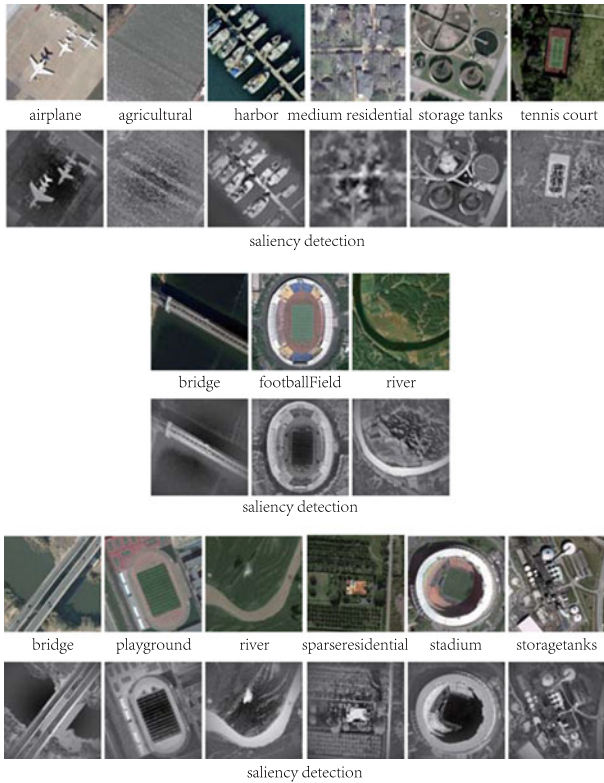 airplane agricultural harbor medium residential storage tanks tennis court
saliency detection
bridge footballField river
saliency detection
bridge playground river sparseresidential stadium storagetanks
saliency detection